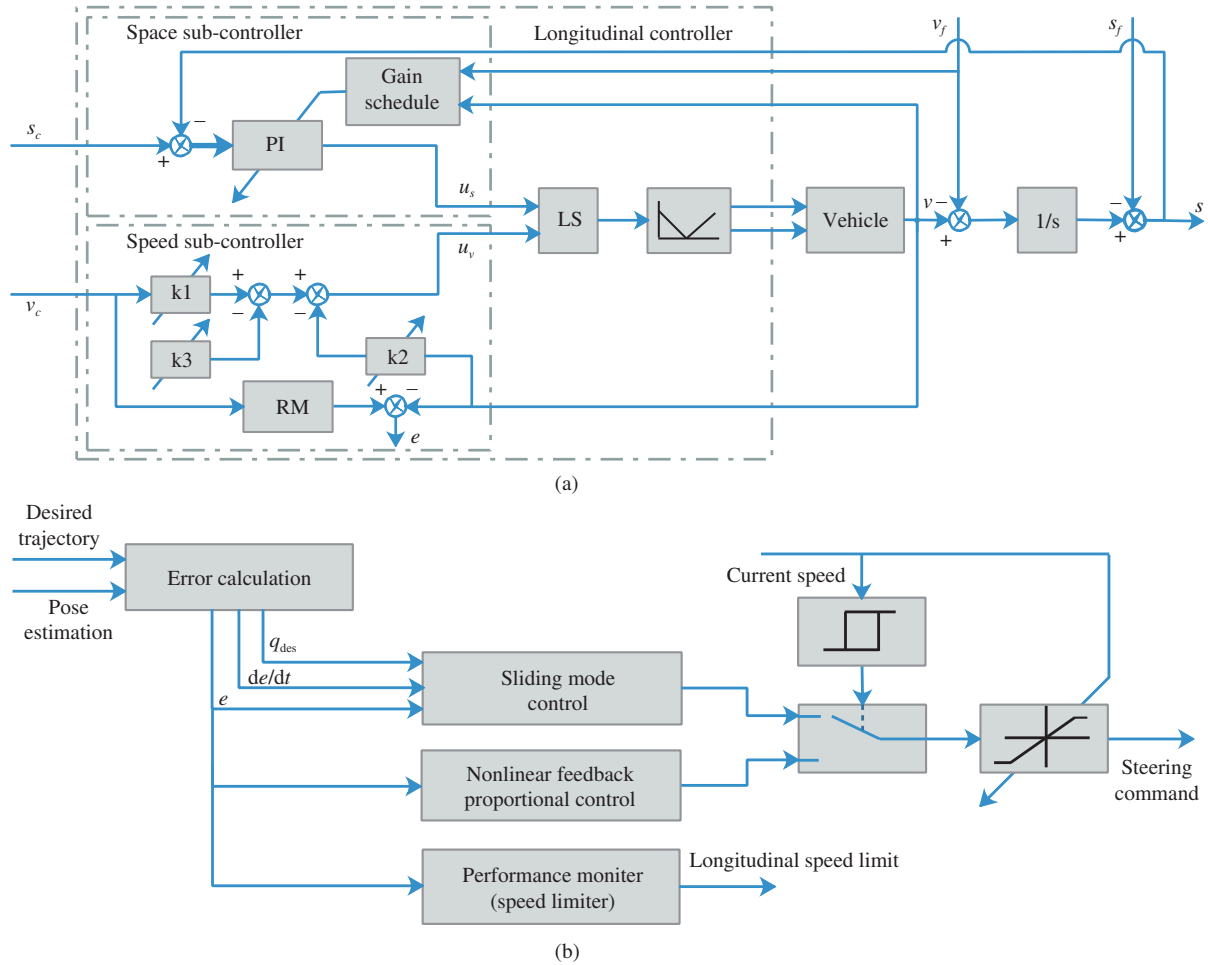 Space sub-controller
Longitudinal controller
v_f
s_f
Gain
schedule
s_c
−
+
PI
u_s
LS
Vehicle
v
−
+
1/s
−
+
s
Speed sub-controller
u_v
v_c
k1
+
−
+
−
k3
k2
RM
+
−
e
(a)
Desired
trajectory
Error calculation
Pose
estimation
q_des
de/dt
e
Sliding mode
control
Nonlinear feedback
proportional control
Performance moniter
(speed limiter)
Longitudinal speed limit
Current speed
Steering
command
(b)